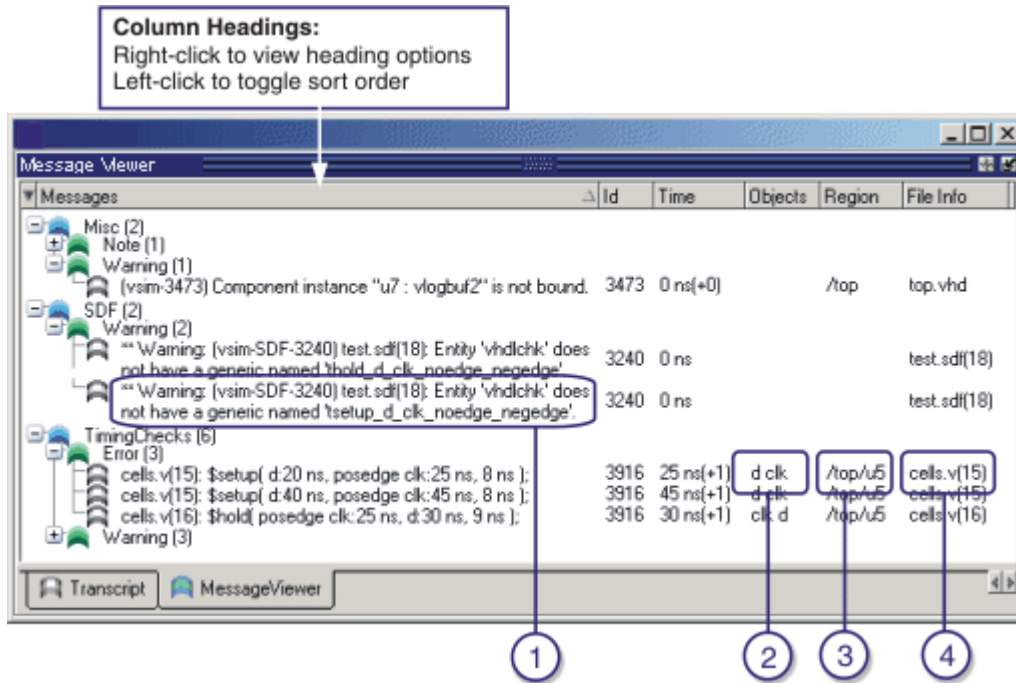 Column Headings:
Right-click to view heading options
Left-click to toggle sort order
Message Viewer
Messages Id Time Objects Region File Info
Misc (2)
Note (1)
Warning (1)
(vsim-3473) Component instance "u7 : vlogbuf2" is not bound. 3473 0 ns(+0) /top top.vhd
SDF (2)
Warning (2)
** Warning: (vsim-SDF-3240) test.sdf(18): Entity 'vhdlchk' does
not have a generic named 'thold_d_clk_noedge_negedge'. 3240 0 ns test.sdf(18)
** Warning: (vsim-SDF-3240) test.sdf(18): Entity 'vhdlchk' does
not have a generic named 'tsetup_d_clk_noedge_negedge'. 3240 0 ns test.sdf(18)
TimingChecks (6)
Error (3)
cells.v(15): $setup( d:20 ns, posedge clk:25 ns, 8 ns ); 3916 25 ns(+1) d clk /top/u5 cells.v(15)
cells.v(15): $setup( d:40 ns, posedge clk:45 ns, 8 ns ); 3916 45 ns(+1) d clk /top/u5 cells.v(15)
cells.v(16): $hold( posedge clk:25 ns, d:30 ns, 9 ns ); 3916 30 ns(+1) clk d /top/u5 cells.v(16)
Warning (3)
Transcript MessageViewer
1 2 3 4